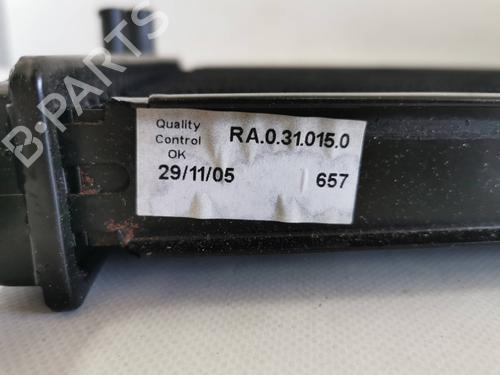 B-PARTS
Quality
Control
OK
RA.0.31.015.0
29/11/05
657